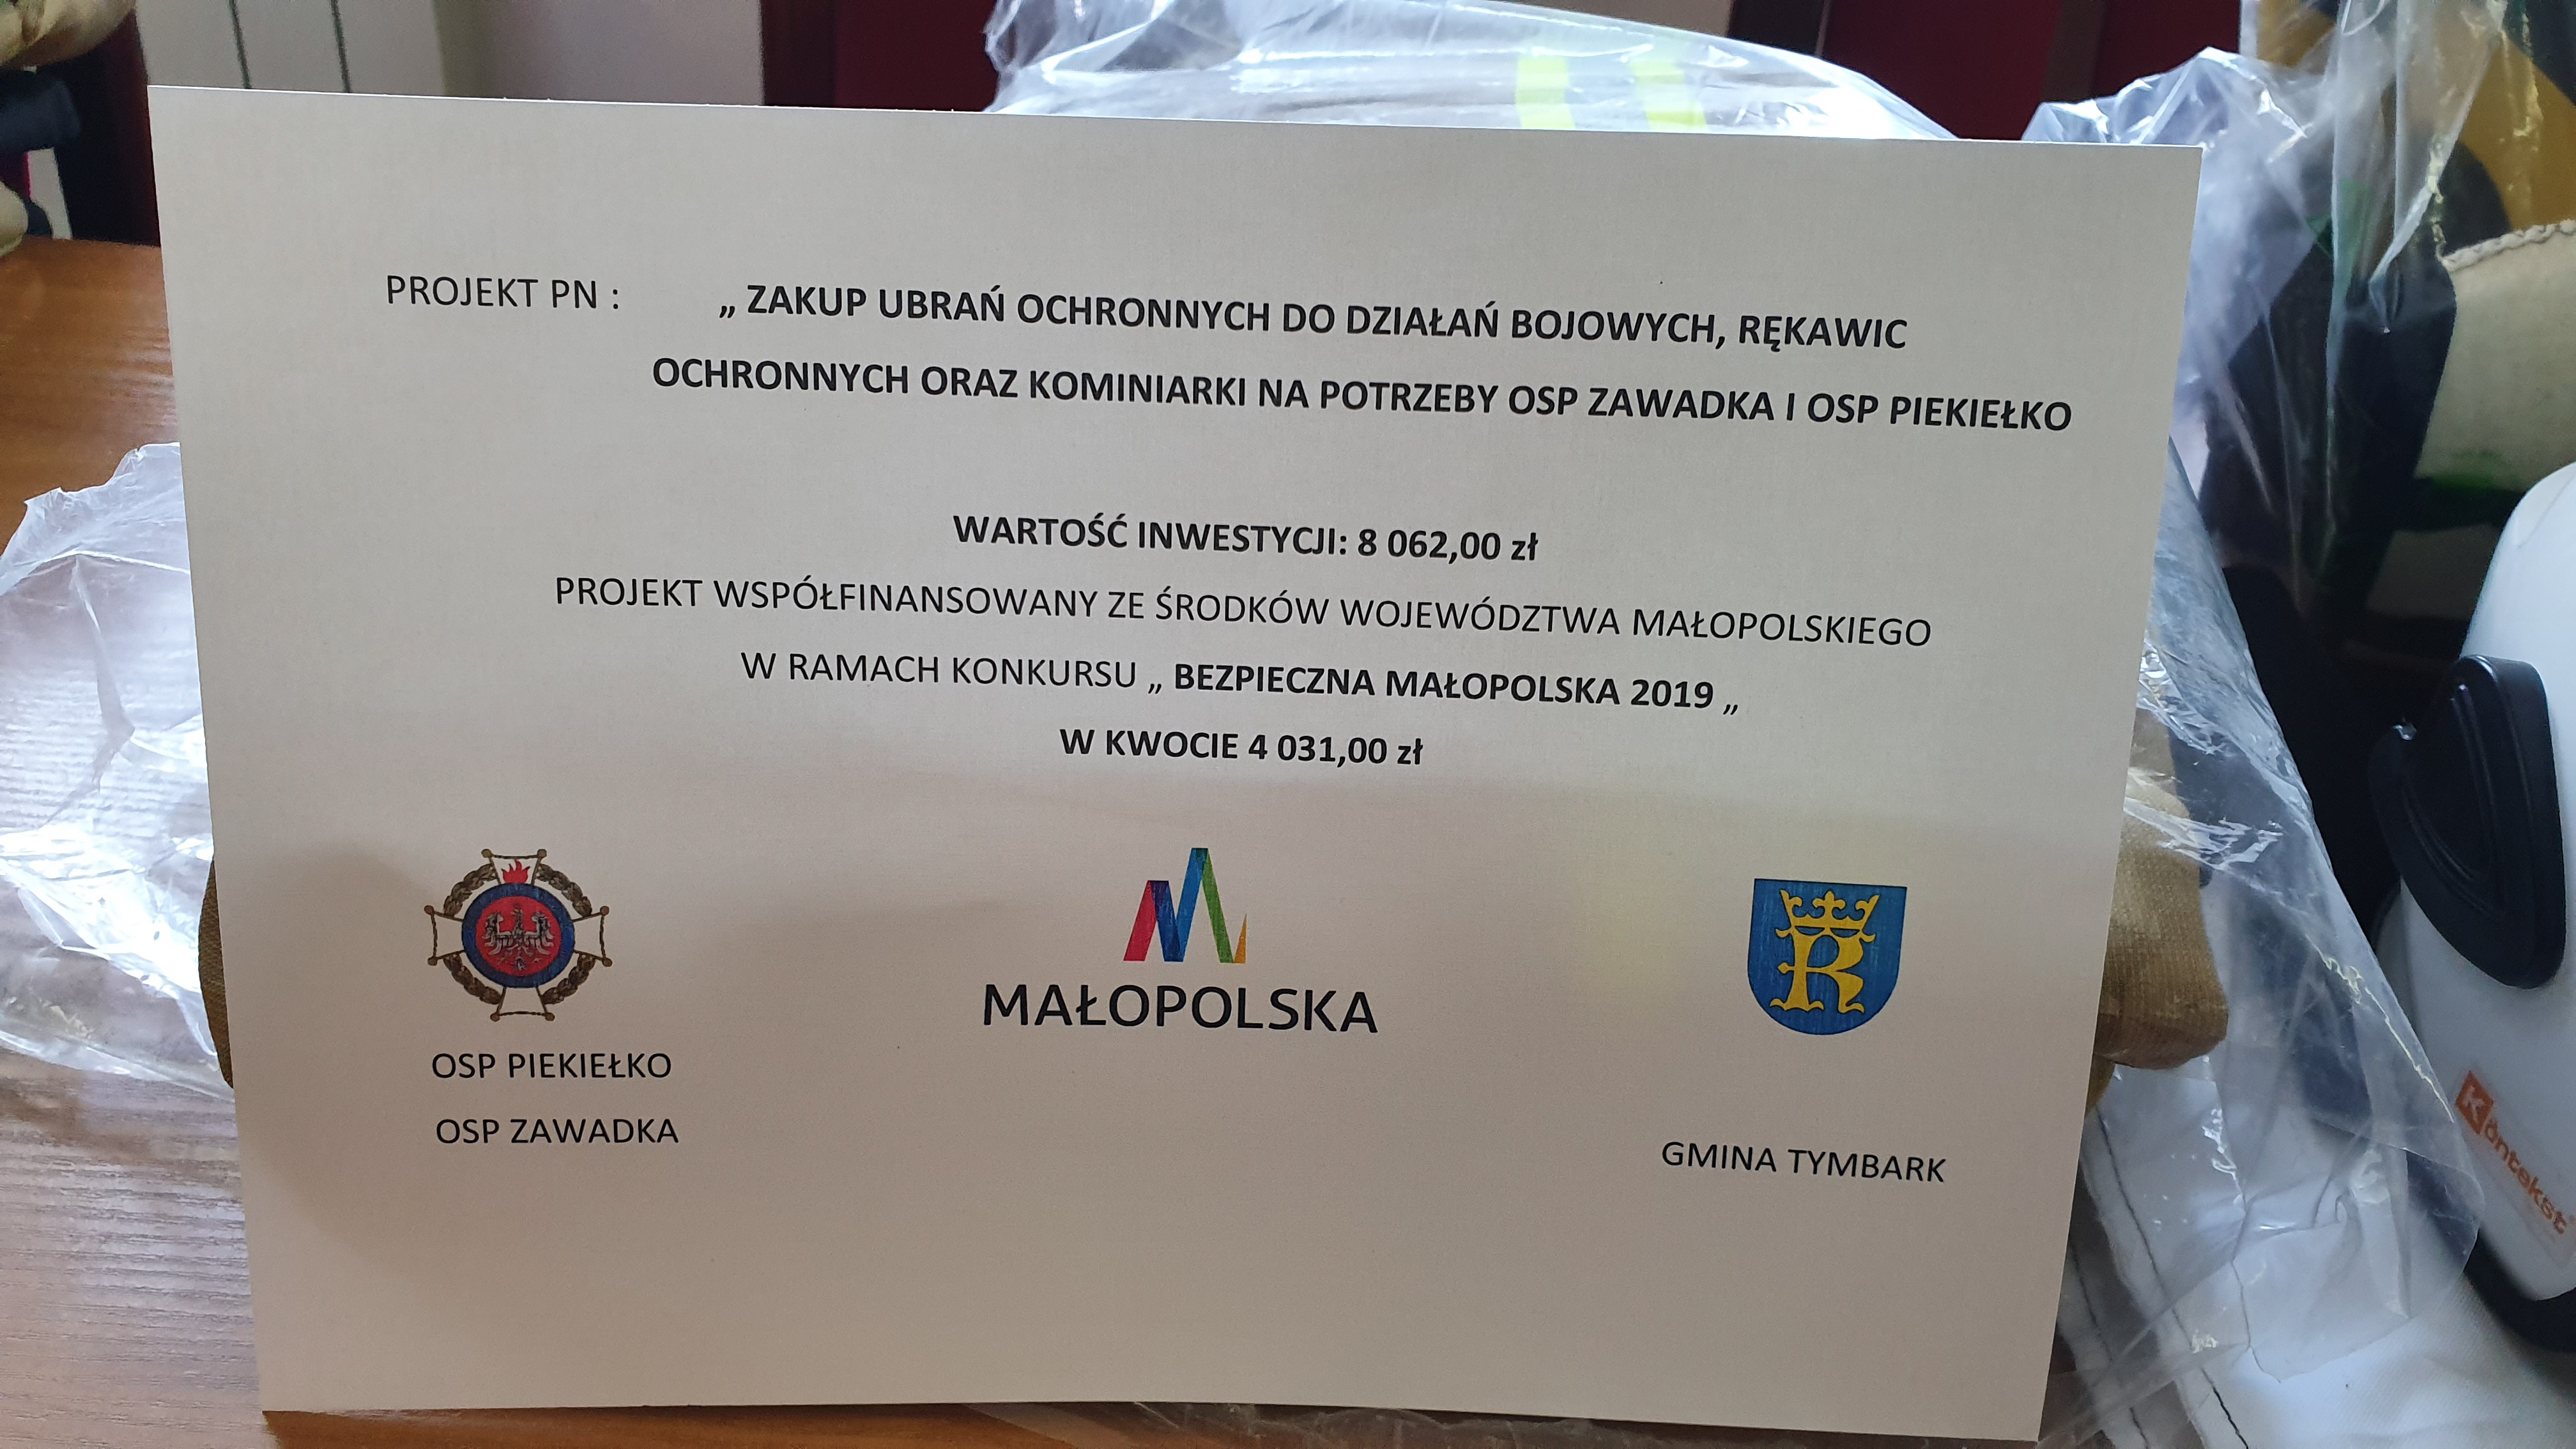 PROJEKT PN : „ ZAKUP UBRAŃ OCHRONNYCH DO DZIAŁAŃ BOJOWYCH, RĘKAWIC
OCHRONNYCH ORAZ KOMINIARKI NA POTRZEBY OSP ZAWADKA I OSP PIEKIEŁKO
WARTOŚĆ INWESTYCJI: 8 062,00 zł
PROJEKT WSPÓŁFINANSOWANY ZE ŚRODKÓW WOJEWÓDZTWA MAŁOPOLSKIEGO
W RAMACH KONKURSU „ BEZPIECZNA MAŁOPOLSKA 2019 „
W KWOCIE 4 031,00 zł
MAŁOPOLSKA
R
OSP PIEKIEŁKO
OSP ZAWADKA
GMINA TYMBARK
Köntekst